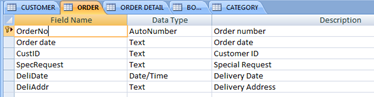 CUSTOMER ORDER ORDER DETAIL BO... CATEGORY
Field Name Data Type Description
OrderNo AutoNumber Order number
Order date Text Order date
CustID Text Customer ID
SpecRequest Text Special Request
DeliDate Date/Time Delivery Date
DeliAddr Text Delivery Address